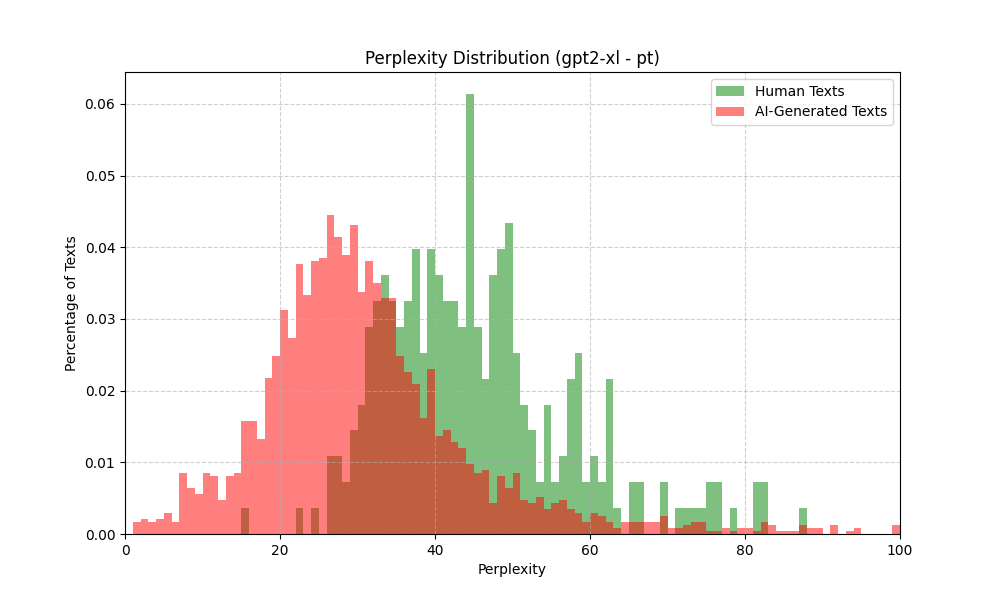 Perplexity Distribution (gpt2-xl - pt)
Human Texts
AI-Generated Texts
0.06
0.05
0.04
0.03
0.02
0.01
0.00
Percentage of Texts
0 20 40 60 80 100
Perplexity